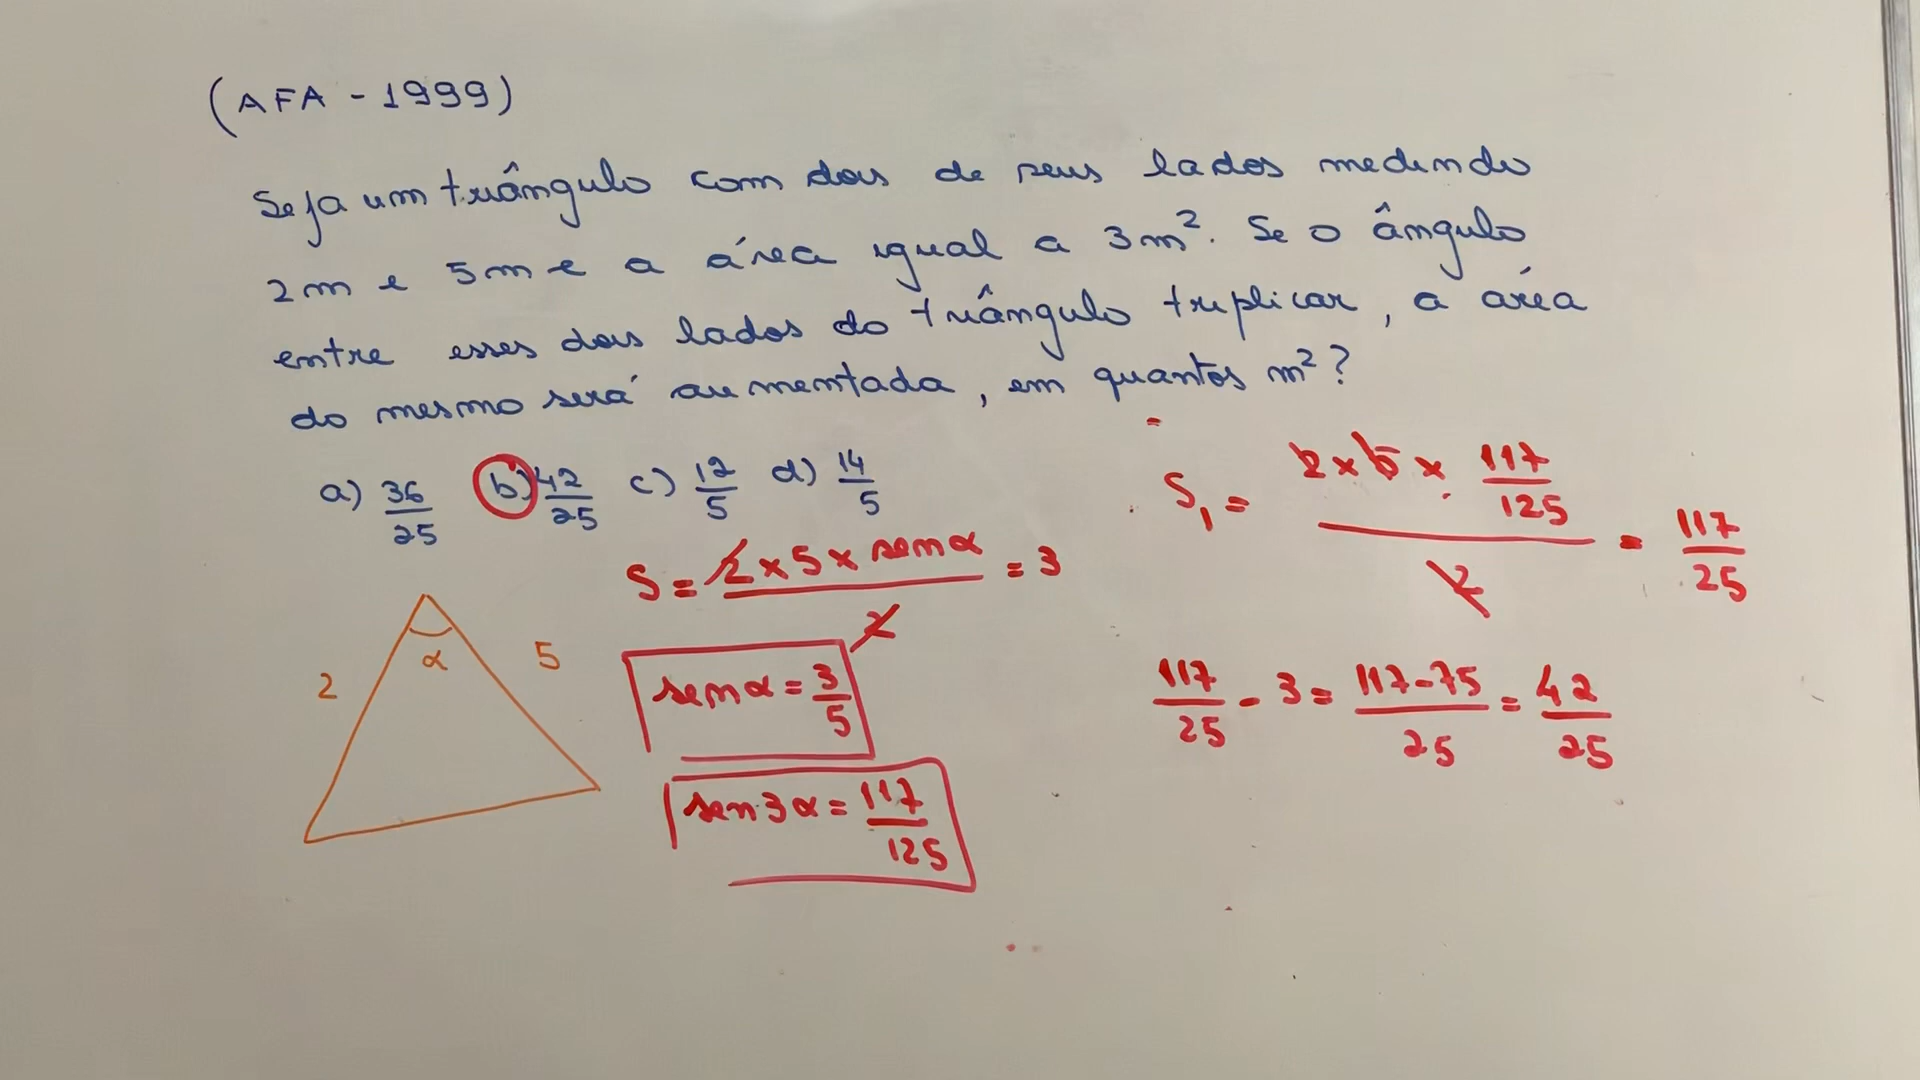 (AFA - 1999)
Seja um triângulo com dois de seus lados medindo
2m e 5m e a área igual a 3m². Se o ângulo
entre esses dois lados do triângulo triplicar, a área
do mesmo será aumentada, em quantos m²?
a) 36/25 b) 42/25 c) 12/5 d) 14/5
S = 2 x 5 x sen α / 2 = 3
2 α 5
sen α = 3/5
sen 3α = 117/125
S₁ = 2 x 5 x 117/125 / 2 = 117/25
117/25 - 3 = 117-75/25 = 42/25